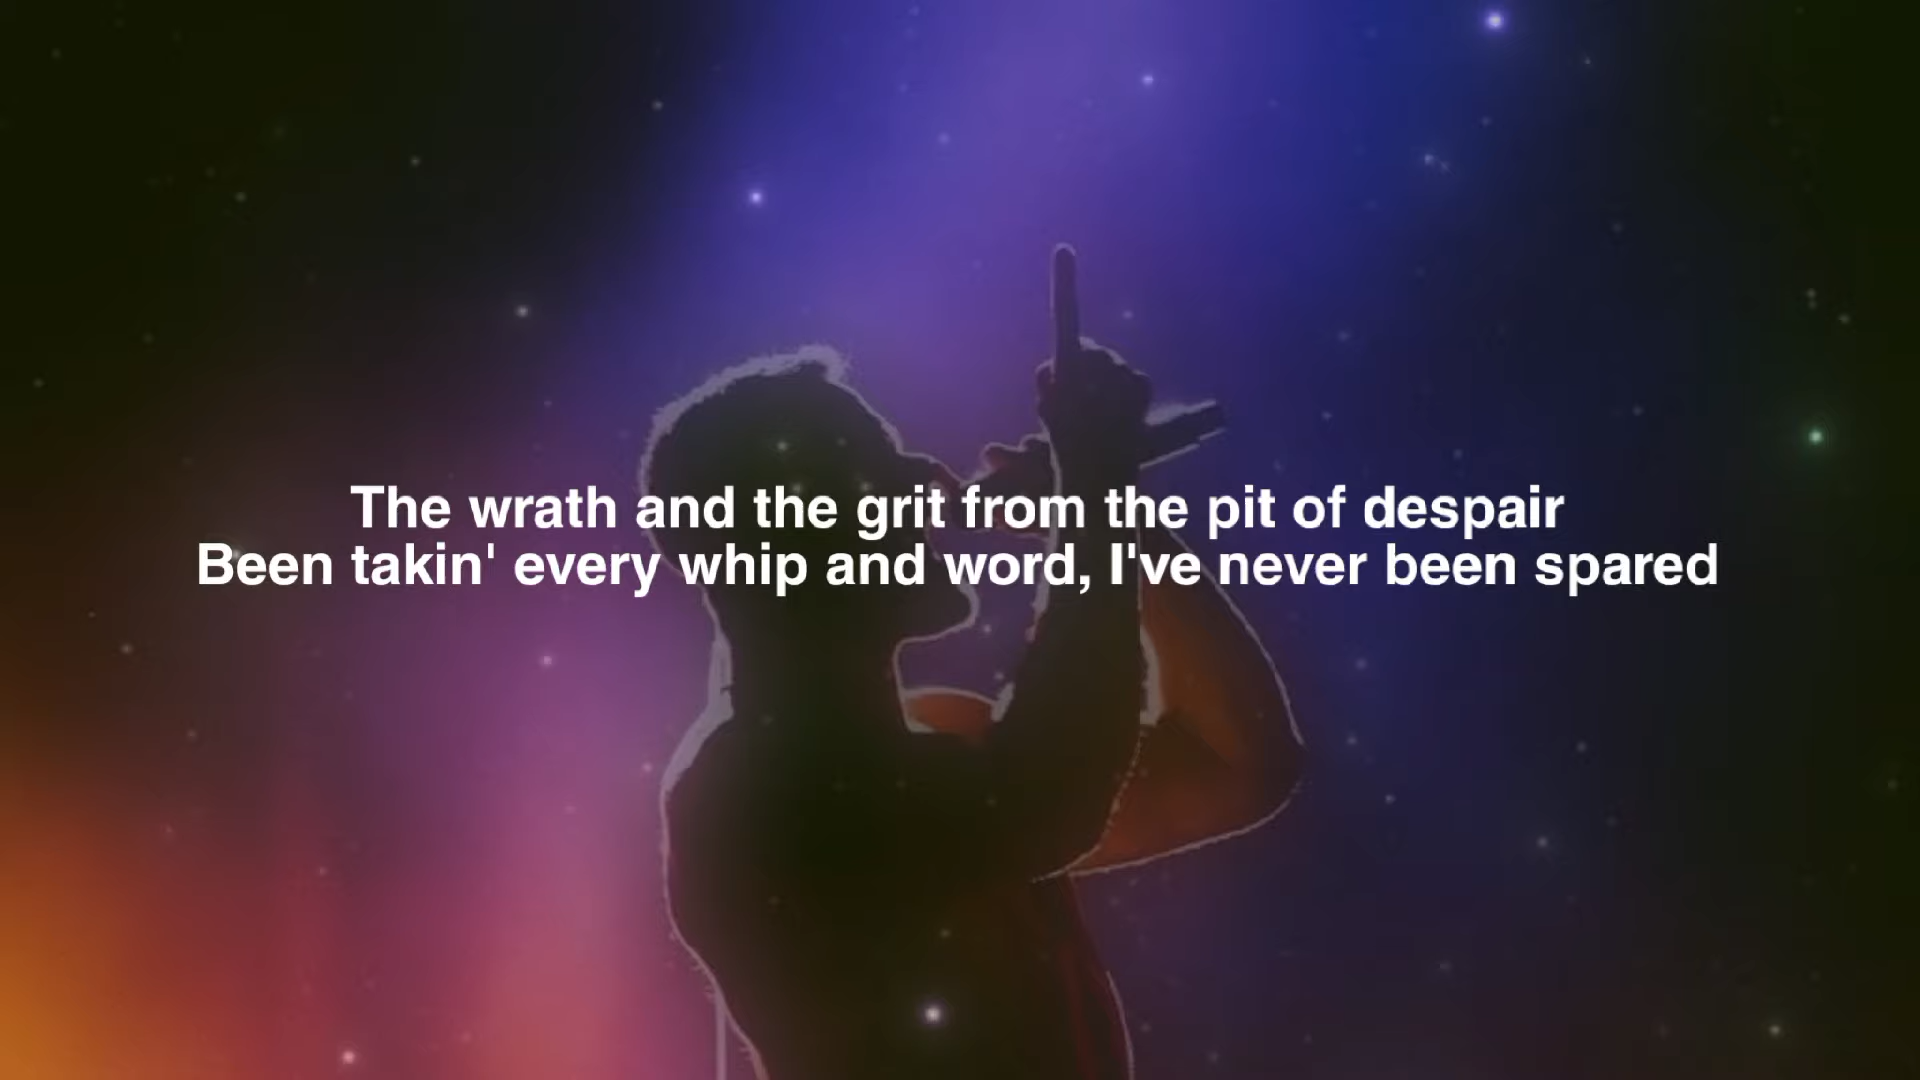 The wrath and the grit from the pit of despair
Been takin' every whip and word, I've never been spared